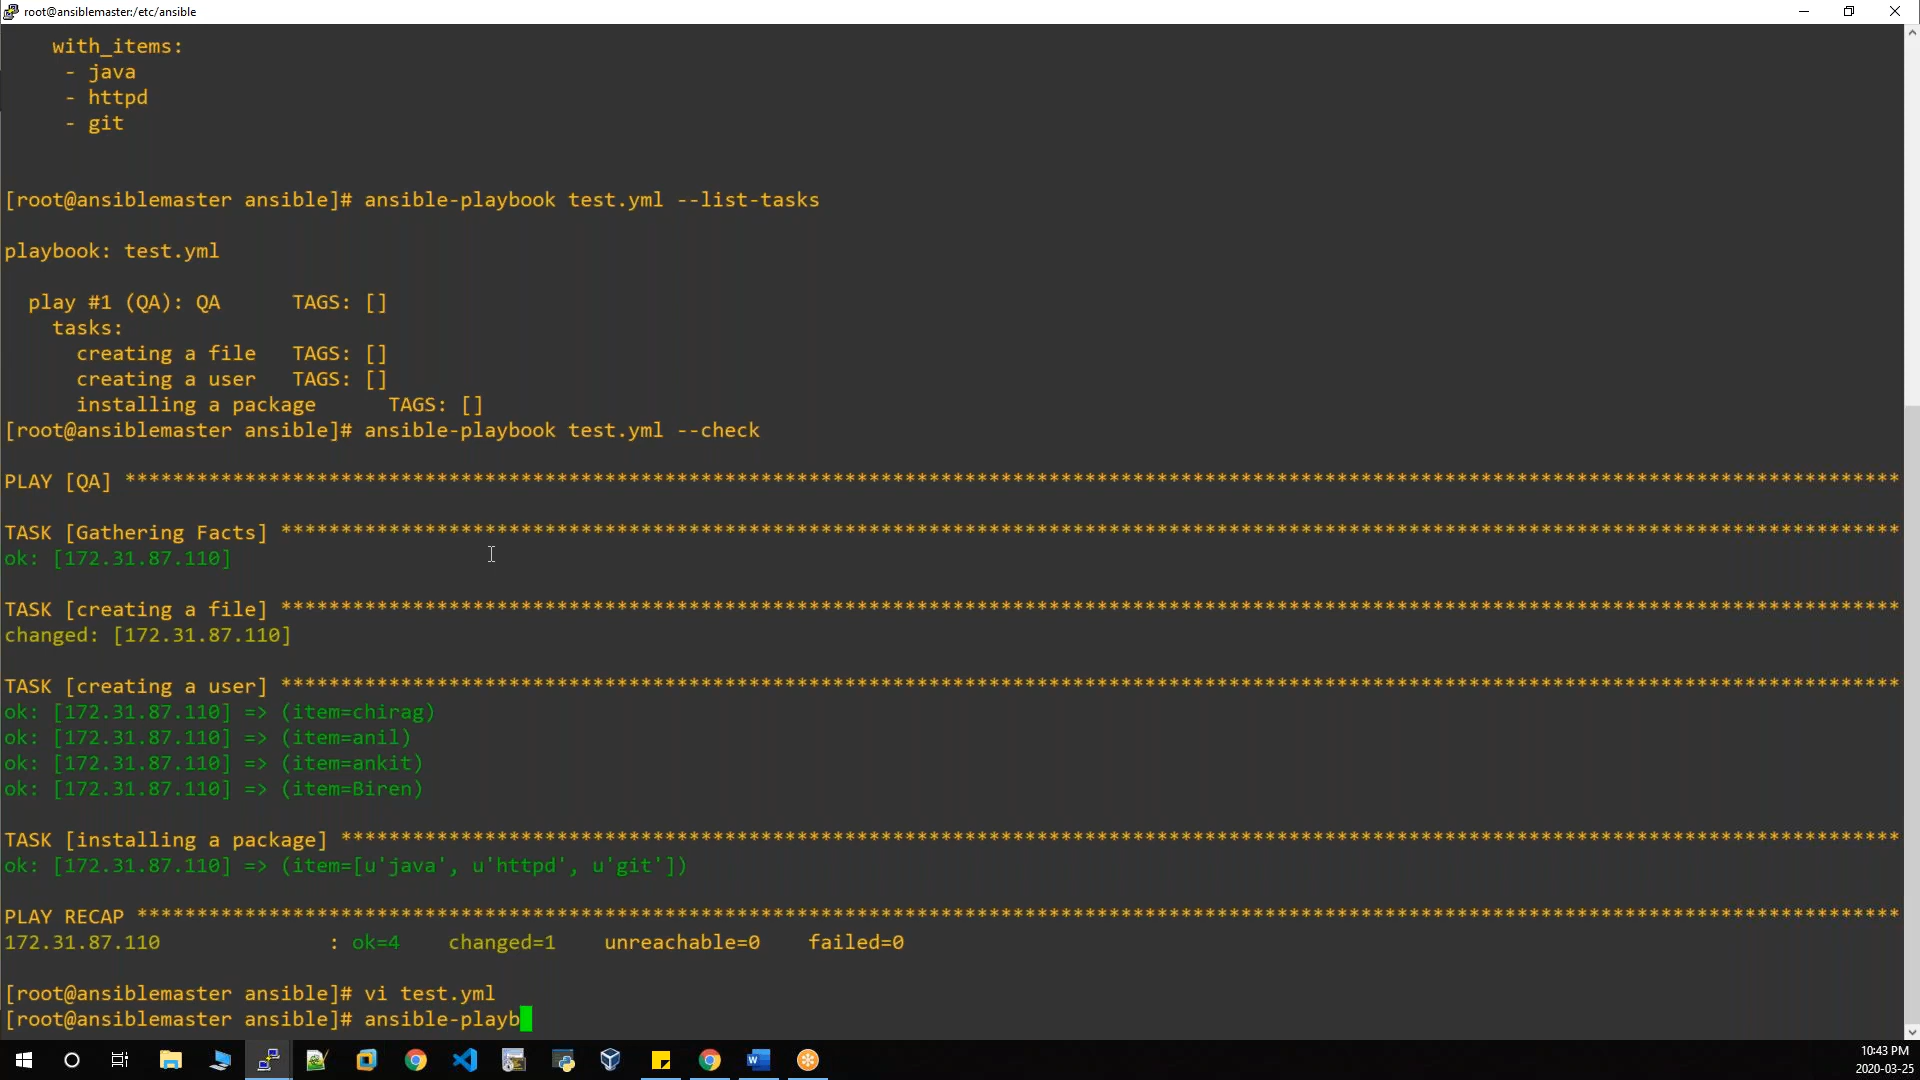 root@ansiblemaster:/etc/ansible
with_items:
- java
- httpd
- git
[root@ansiblemaster ansible]# ansible-playbook test.yml --list-tasks
playbook: test.yml
play #1 (QA): QA TAGS: []
tasks:
creating a file TAGS: []
creating a user TAGS: []
installing a package TAGS: []
[root@ansiblemaster ansible]# ansible-playbook test.yml --check
PLAY [QA] ****************************************************************************************************************************************************
TASK [Gathering Facts] ***************************************************************************************************************************************
ok: [172.31.87.110]
TASK [creating a file] ***************************************************************************************************************************************
changed: [172.31.87.110]
TASK [creating a user] ***************************************************************************************************************************************
ok: [172.31.87.110] => (item=chirag)
ok: [172.31.87.110] => (item=anil)
ok: [172.31.87.110] => (item=ankit)
ok: [172.31.87.110] => (item=Biren)
TASK [installing a package] **********************************************************************************************************************************
ok: [172.31.87.110] => (item=[u'java', u'httpd', u'git'])
PLAY RECAP ***************************************************************************************************************************************************
172.31.87.110 : ok=4 changed=1 unreachable=0 failed=0
[root@ansiblemaster ansible]# vi test.yml
[root@ansiblemaster ansible]# ansible-playb
10:43 PM
2020-03-25